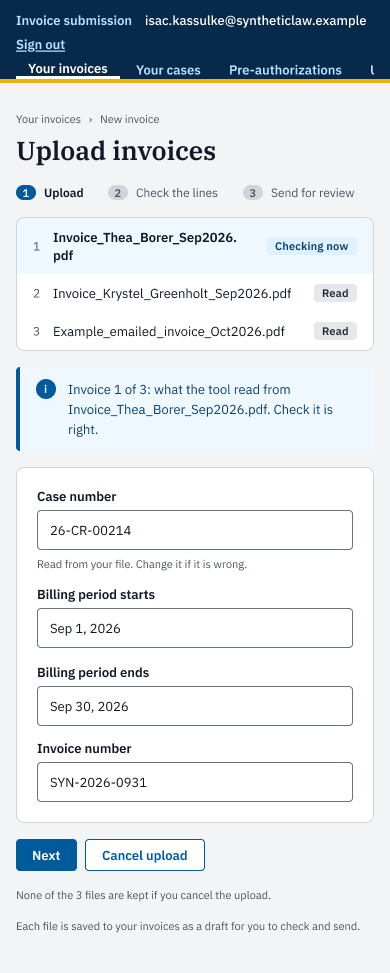 Invoice submission isac.kassulke@syntheticlaw.example
Sign out
Your invoices Your cases Pre-authorizations
Your invoices › New invoice
Upload invoices
1 Upload 2 Check the lines 3 Send for review
1 Invoice_Thea_Borer_Sep2026.
pdf Checking now
2 Invoice_Krystel_Greenholt_Sep2026.pdf Read
3 Example_emailed_invoice_Oct2026.pdf Read
i Invoice 1 of 3: what the tool read from
Invoice_Thea_Borer_Sep2026.pdf. Check it is
right.
Case number
26-CR-00214
Read from your file. Change it if it is wrong.
Billing period starts
Sep 1, 2026
Billing period ends
Sep 30, 2026
Invoice number
SYN-2026-0931
Next Cancel upload
None of the 3 files are kept if you cancel the upload.
Each file is saved to your invoices as a draft for you to check and send.